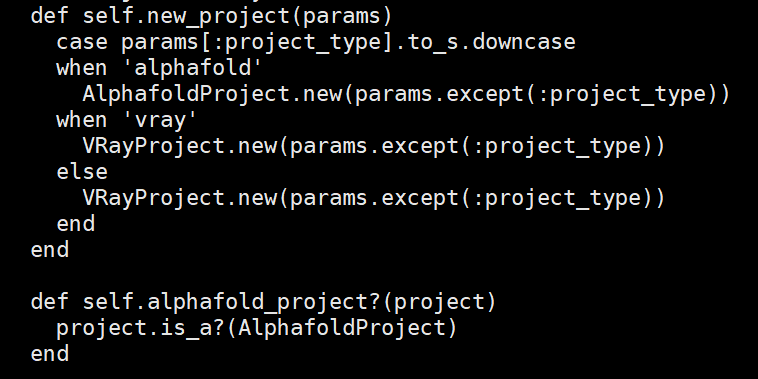 def self.new_project(params)
  case params[:project_type].to_s.downcase
  when 'alphafold'
    AlphafoldProject.new(params.except(:project_type))
  when 'vray'
    VRayProject.new(params.except(:project_type))
  else
    VRayProject.new(params.except(:project_type))
  end
end

def self.alphafold_project?(project)
  project.is_a?(AlphafoldProject)
end